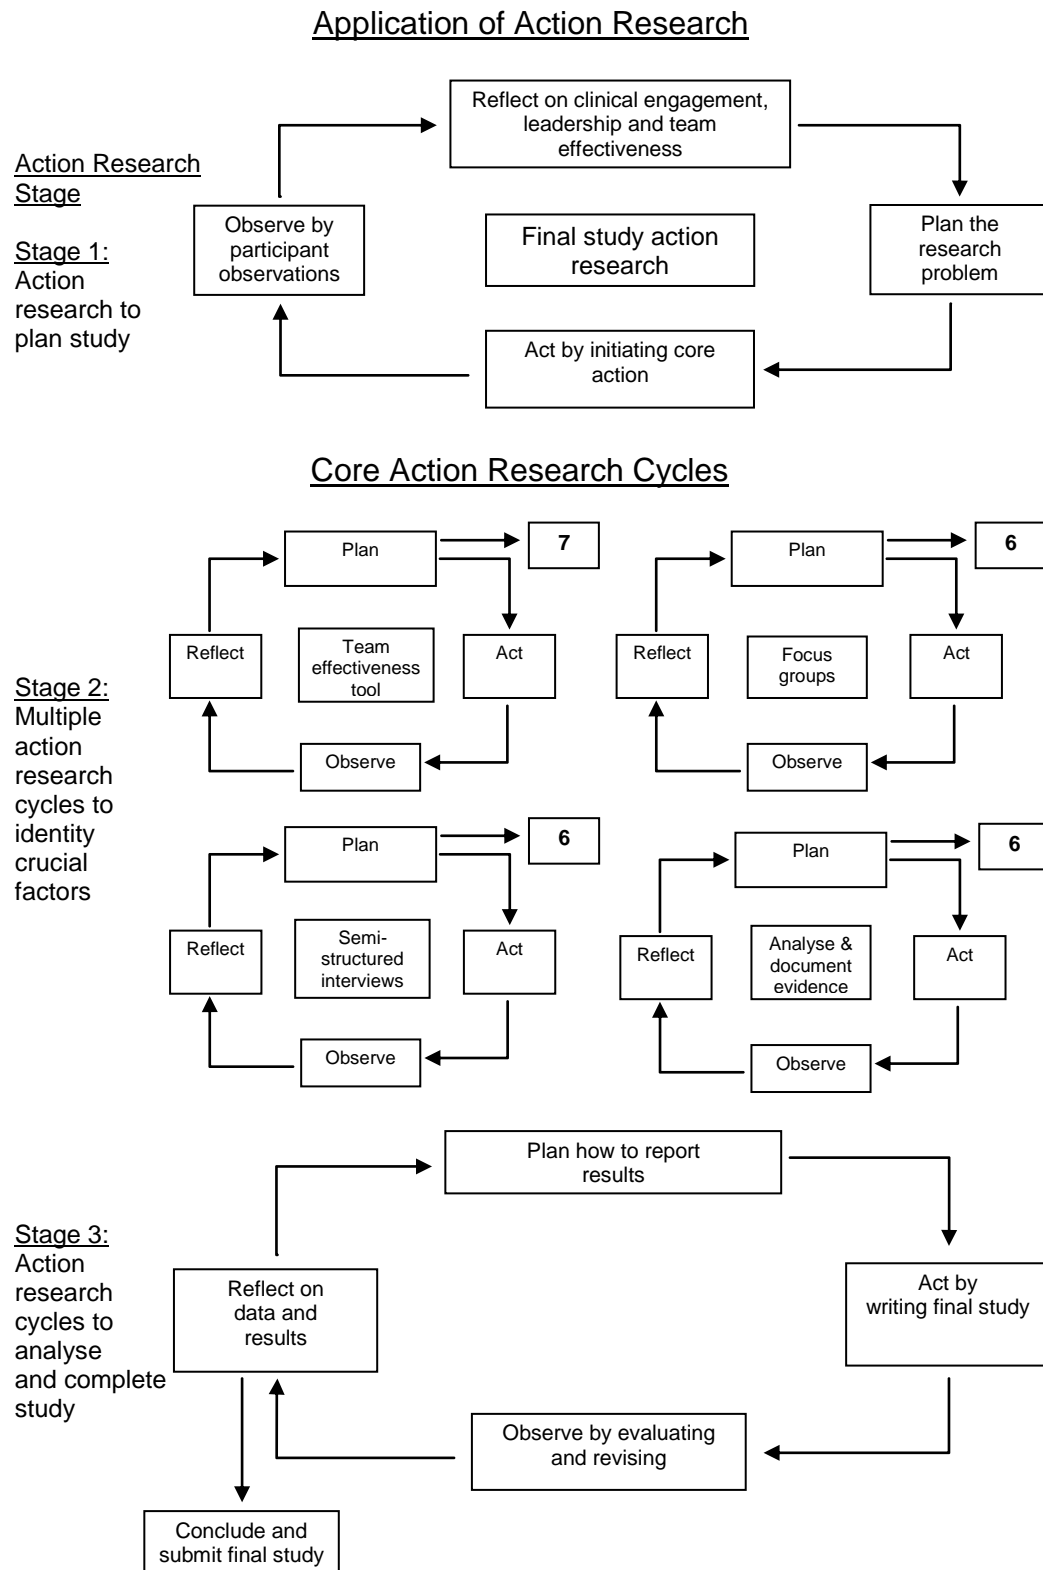 Application of Action Research
Reflect on clinical engagement,
leadership and team
effectiveness
Action Research
Stage
Stage 1:
Action
research to
plan study
Observe by
participant
observations
Final study action
research
Plan the
research
problem
Act by initiating core
action
Core Action Research Cycles
Plan
7
Reflect
Team
effectiveness
tool
Act
Observe
Plan
6
Reflect
Focus
groups
Act
Observe
Stage 2:
Multiple
action
research
cycles to
identity
crucial
factors
Plan
6
Reflect
Semi-
structured
interviews
Act
Observe
Plan
6
Reflect
Analyse &
document
evidence
Act
Observe
Plan how to report
results
Stage 3:
Action
research
cycles to
analyse
and complete
study
Reflect on
data and
results
Act by
writing final study
Observe by evaluating
and revising
Conclude and
submit final study